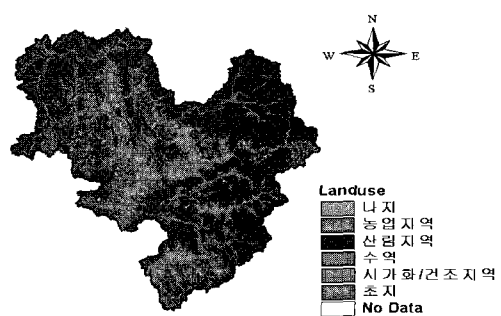 N
W E
S
Landuse
나지
농업지역
산림지역
수역
시가화/건조지역
초지
No Data